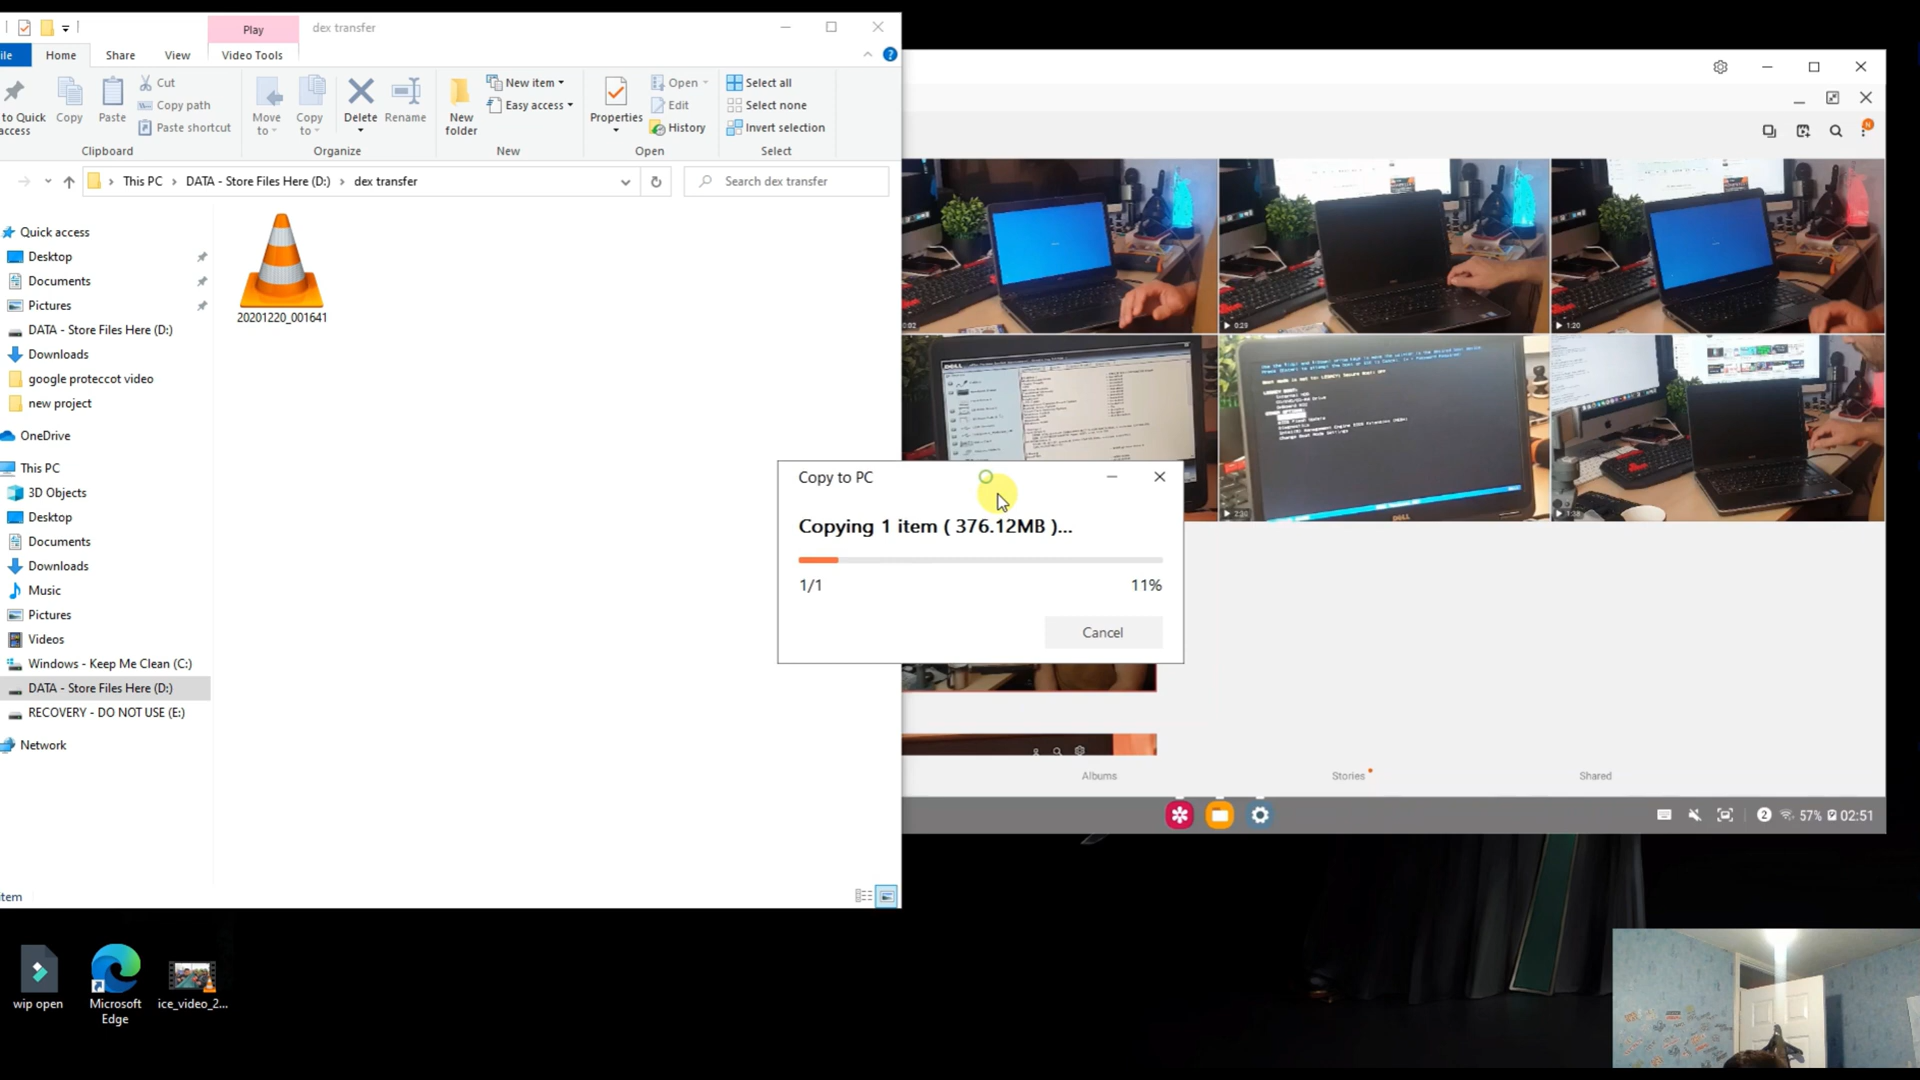 Play
dex transfer
ile
Home
Share
View
Video Tools
to Quick
access
Copy
Paste
Cut
Copy path
Paste shortcut
Clipboard
Move
to
Copy
to
Delete
Rename
Organize
New
folder
New item
Easy access
New
Properties
Open
Edit
History
Open
Select all
Select none
Invert selection
Select
This PC
DATA - Store Files Here (D:)
dex transfer
Search dex transfer
Quick access
Desktop
Documents
Pictures
DATA - Store Files Here (D:)
Downloads
google proteccot video
new project
OneDrive
This PC
3D Objects
Desktop
Documents
Downloads
Music
Pictures
Videos
Windows - Keep Me Clean (C:)
DATA - Store Files Here (D:)
RECOVERY - DO NOT USE (E:)
Network
20201220_001641
item
N
0:29
1:20
DELL
Copy to PC
Copying 1 item ( 376.12MB )...
1/1
11%
Cancel
Albums
Stories
Shared
2
57%
02:51
wip open
Microsoft
Edge
ice_video_2...